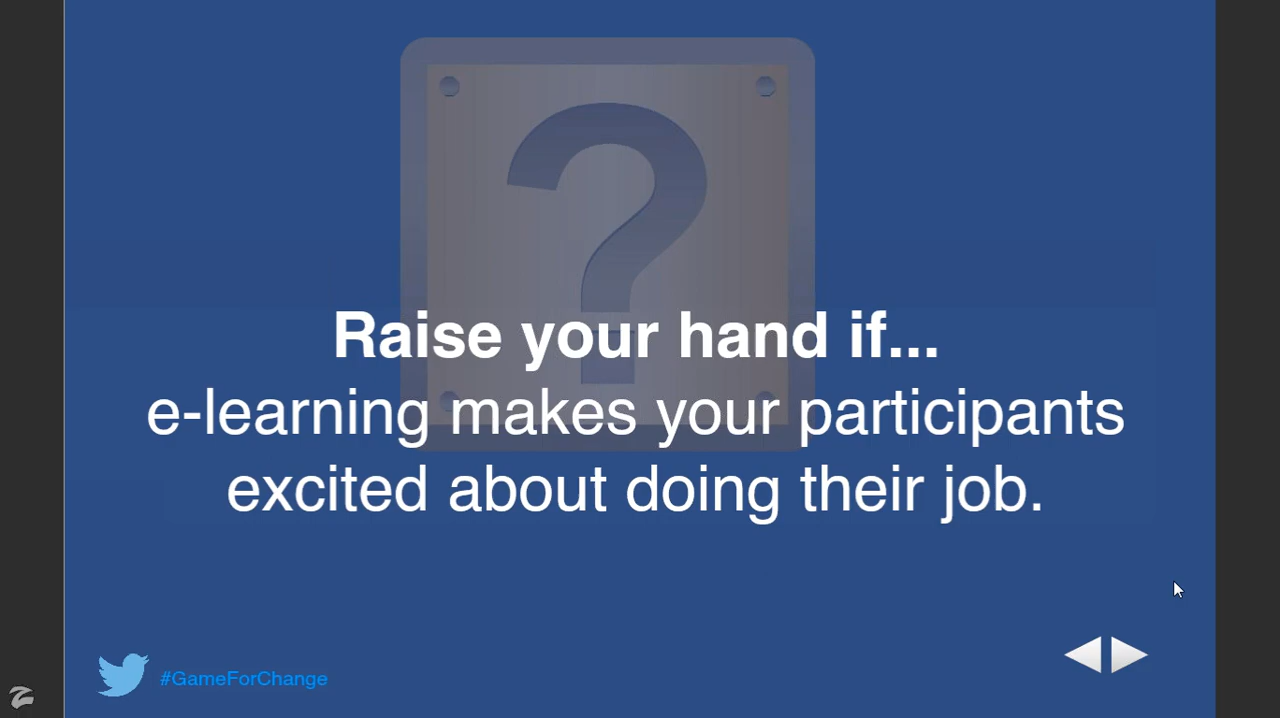 Raise your hand if...
e-learning makes your participants
excited about doing their job.
#GameForChange